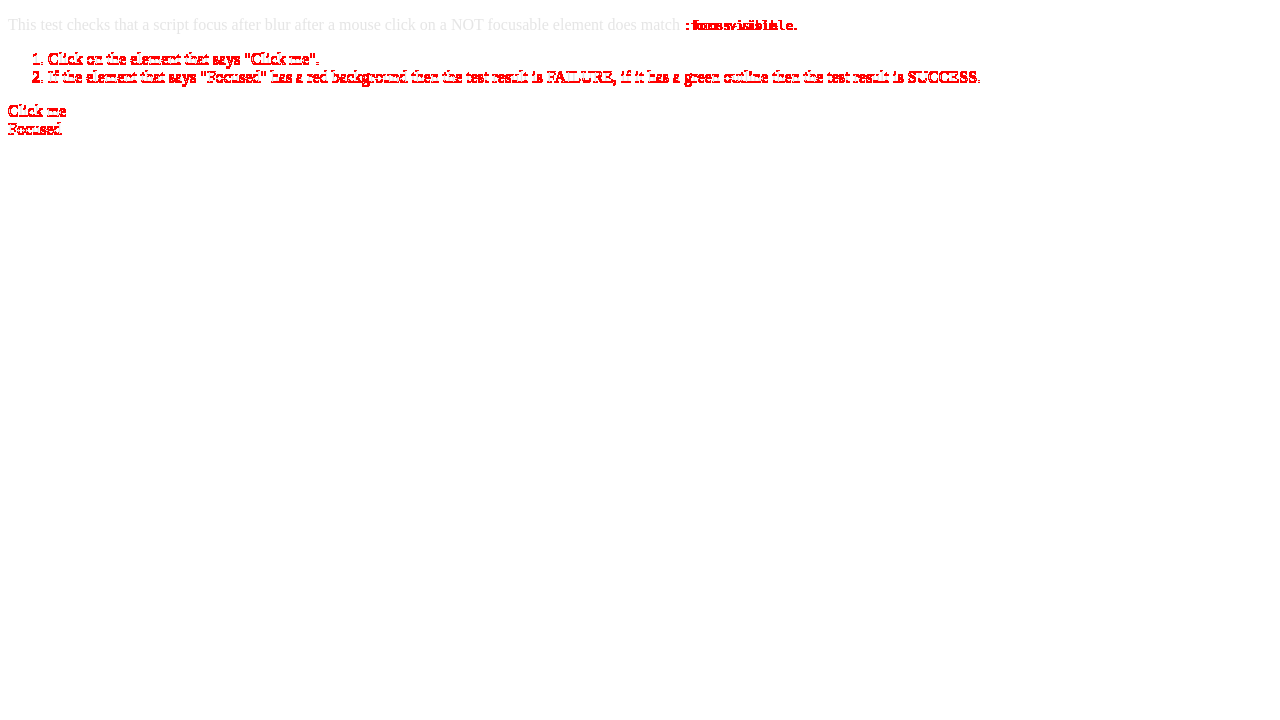 This test checks that a script focus after blur after a mouse click on a NOT focusable element does match
1. Click on the element that says "Click me".
2. If the element that says "Focused" has a red background then the test result is FAILURE, if it has a green outline then the test result is SUCCESS.
Click me
Focused